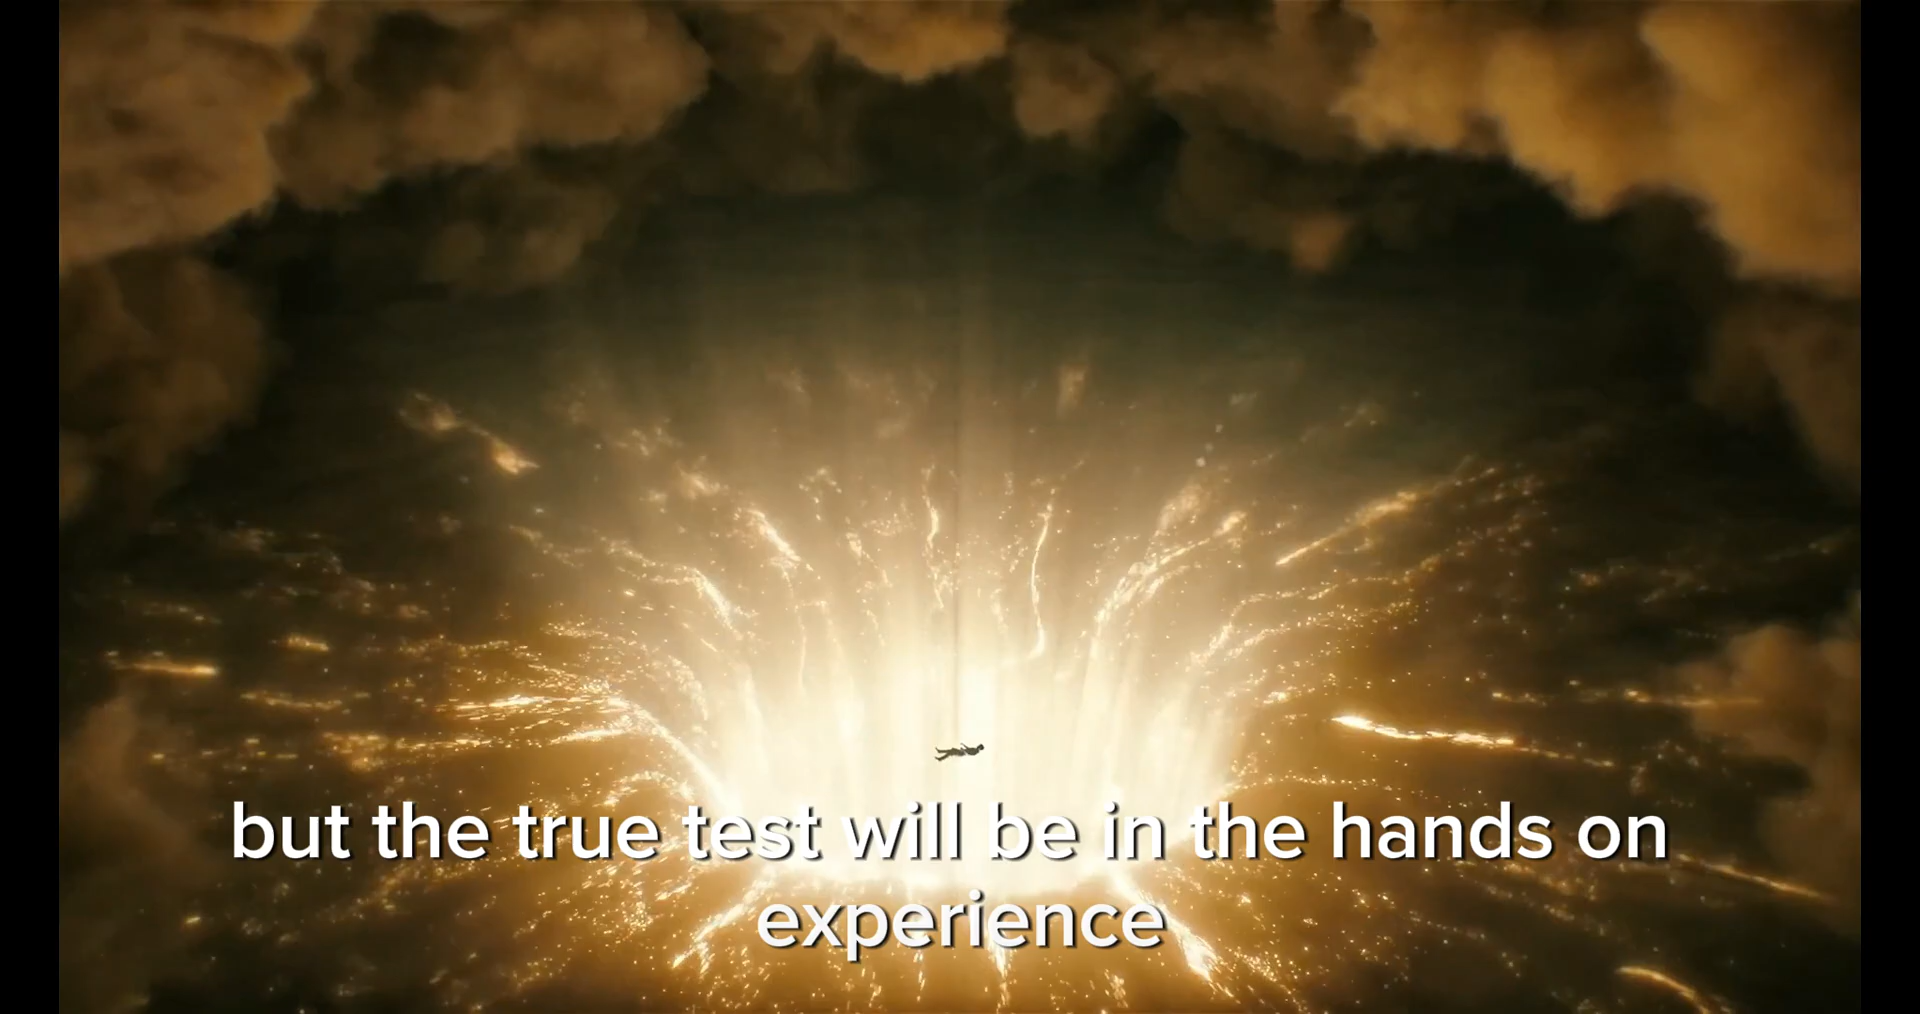 but the true test will be in the hands on
experience